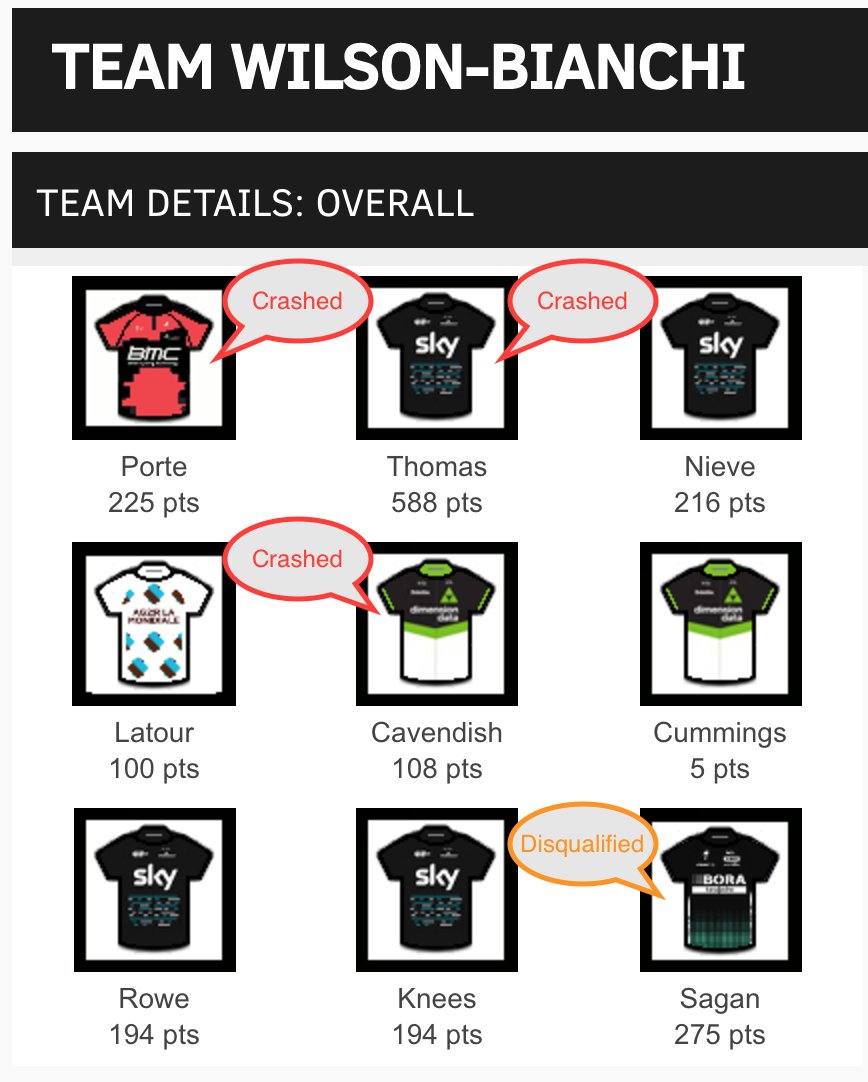 TEAM WILSON-BIANCHI
TEAM DETAILS: OVERALL
Crashed
Crashed
BMC
sky
sky
Porte
225 pts
Thomas
588 pts
Nieve
216 pts
Crashed
AG2R LA
MONDIALE
dimension
data
dimension
data
Latour
100 pts
Cavendish
108 pts
Cummings
5 pts
Disqualified
sky
sky
BORA
Rowe
194 pts
Knees
194 pts
Sagan
275 pts